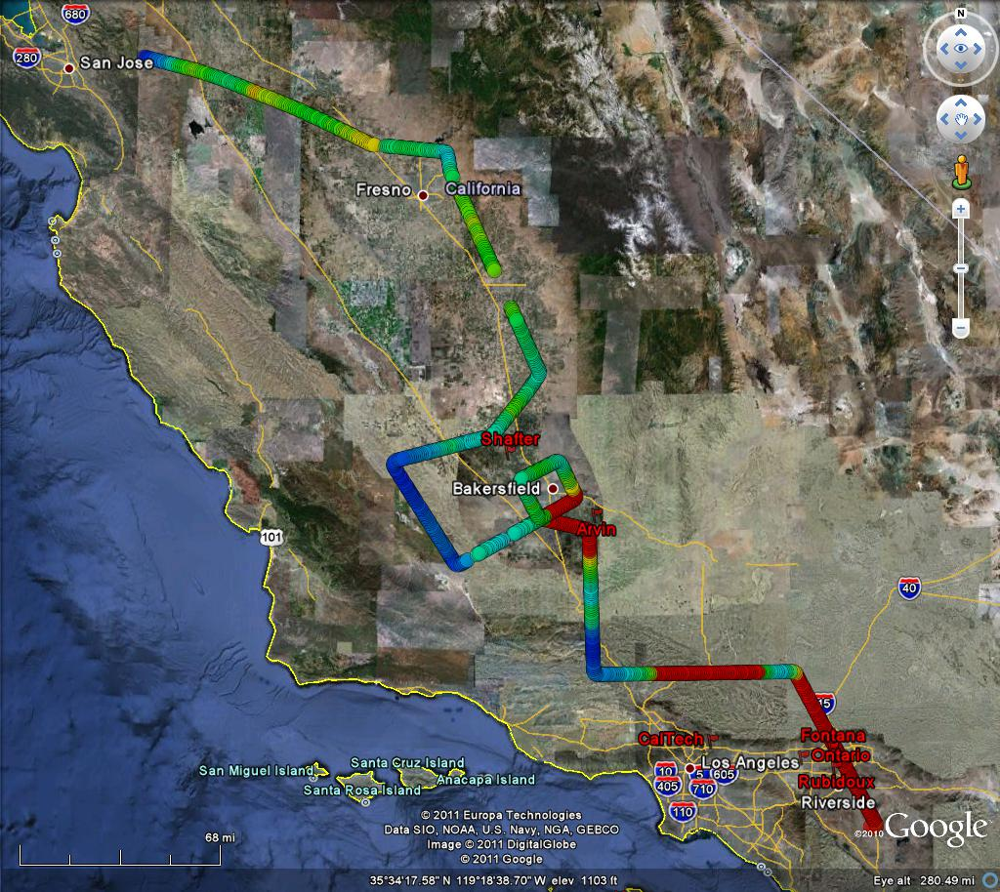 680
N
280
San Jose
Fresno
California
Shafter
Bakersfield
Arvin
101
40
15
Fontana
CalTech
Ontario
Los Angeles
10
5
605
405
710
Rubidoux
Riverside
110
San Miguel Island
Santa Cruz Island
Anacapa Island
Santa Rosa Island
© 2011 Europa Technologies
Data SIO, NOAA, U.S. Navy, NGA, GEBCO
Image © 2011 DigitalGlobe
© 2011 Google
©2010 Google
68 mi
35°34'17.58" N 119°18'38.70" W elev 1103 ft
Eye alt 280.49 mi